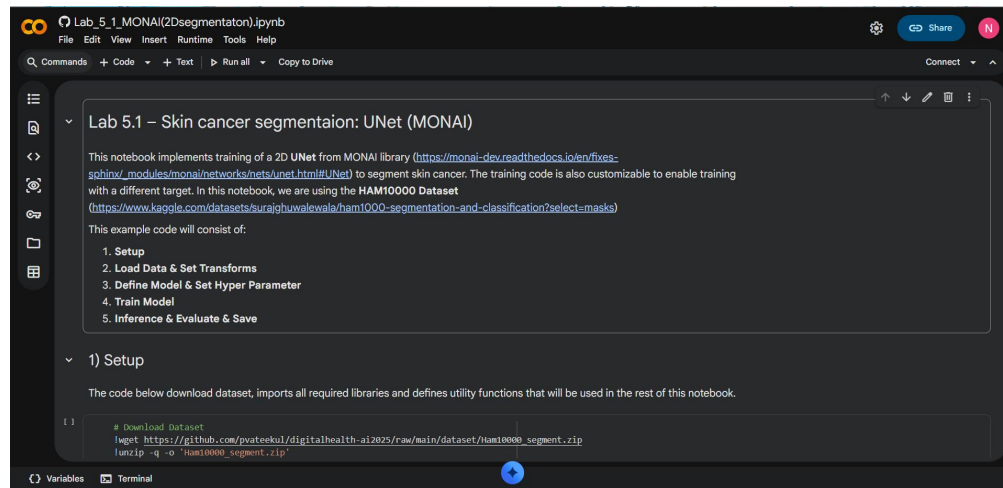 Lab_5_1_MONAI(2Dsegmentaton).ipynb
File Edit View Insert Runtime Tools Help
Share
N
Commands + Code + Text Run all Copy to Drive
Connect
Lab 5.1 – Skin cancer segmentaion: UNet (MONAI)
This notebook implements training of a 2D UNet from MONAI library (https://monai-dev.readthedocs.io/en/fixes-
sphinx/_modules/monai/networks/nets/unet.html#UNet) to segment skin cancer. The training code is also customizable to enable training
with a different target. In this notebook, we are using the HAM10000 Dataset
(https://www.kaggle.com/datasets/surajghuwalewala/ham1000-segmentation-and-classification?select=masks)
This example code will consist of:
1. Setup
2. Load Data & Set Transforms
3. Define Model & Set Hyper Parameter
4. Train Model
5. Inference & Evaluate & Save
1) Setup
The code below download dataset, imports all required libraries and defines utility functions that will be used in the rest of this notebook.
[ ]
# Download Dataset
!wget https://github.com/pvateekul/digitalhealth-ai2025/raw/main/dataset/Ham10000_segment.zip
!unzip -q -o 'Ham10000_segment.zip'
Variables Terminal